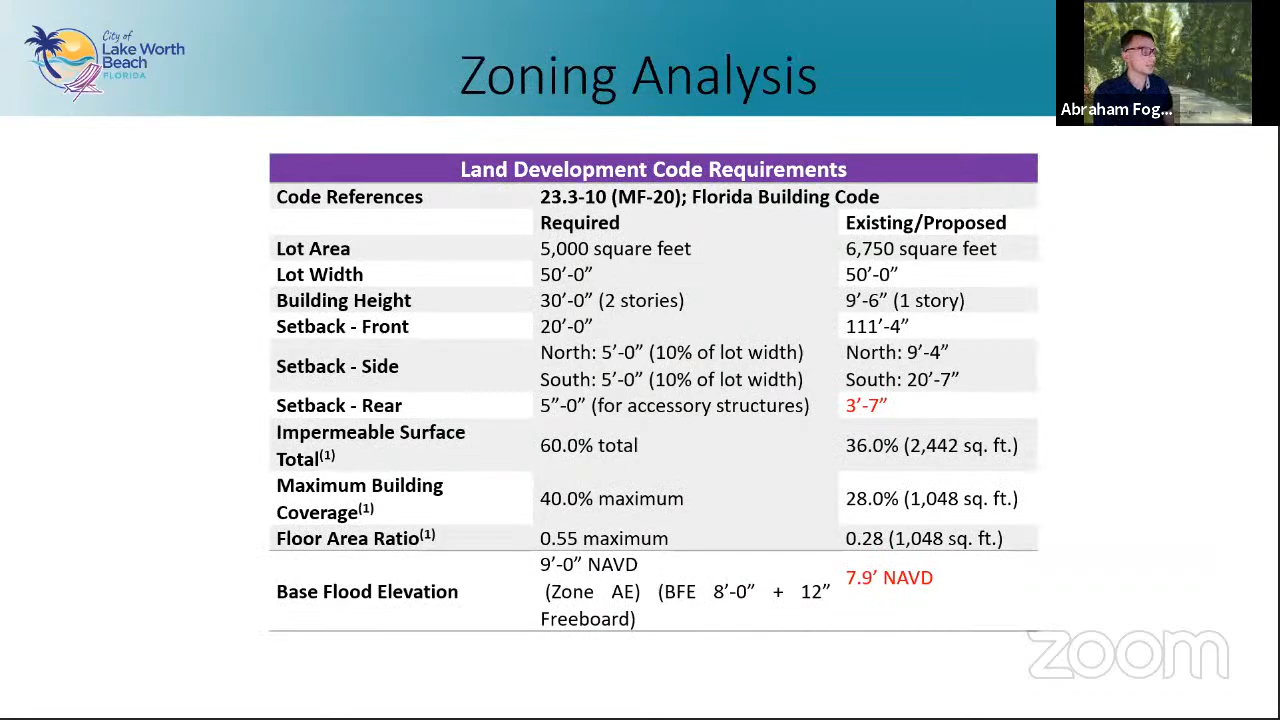 City of
Lake Worth
Beach
FLORIDA
Zoning Analysis
Abraham Fog...
Land Development Code Requirements
Code References 23.3-10 (MF-20); Florida Building Code
Required Existing/Proposed
Lot Area 5,000 square feet 6,750 square feet
Lot Width 50’-0” 50’-0”
Building Height 30’-0” (2 stories) 9’-6” (1 story)
Setback - Front 20’-0” 111’-4”
Setback - Side North: 5’-0” (10% of lot width) North: 9’-4”
South: 5’-0” (10% of lot width) South: 20’-7”
Setback - Rear 5”-0” (for accessory structures) 3’-7”
Impermeable Surface
Total(1) 60.0% total 36.0% (2,442 sq. ft.)
Maximum Building
Coverage(1) 40.0% maximum 28.0% (1,048 sq. ft.)
Floor Area Ratio(1) 0.55 maximum 0.28 (1,048 sq. ft.)
Base Flood Elevation 9’-0” NAVD 7.9’ NAVD
(Zone AE) (BFE 8’-0” + 12”
Freeboard)
zoom